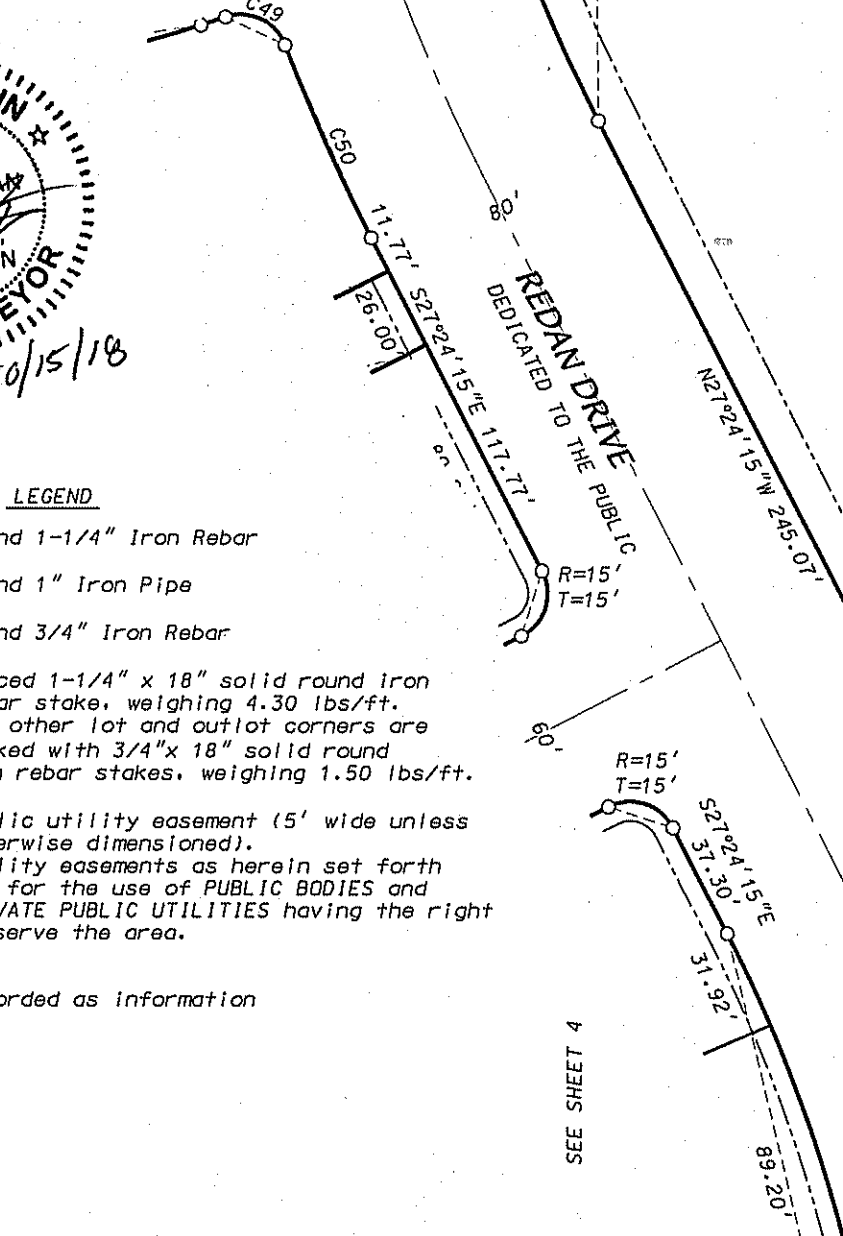 C49
C50
11.77'
26.00'
S27°24'15"E 117.77'
80'
REDAN DRIVE
DEDICATED TO THE PUBLIC
N27°24'15"W 245.07'
EYOR
10/15/18
LEGEND
nd 1-1/4" Iron Rebar
nd 1" Iron Pipe
nd 3/4" Iron Rebar
ced 1-1/4" x 18" solid round iron
ar stake, weighing 4.30 lbs/ft.
other lot and outlot corners are
ked with 3/4"x 18" solid round
n rebar stakes, weighing 1.50 lbs/ft.
lic utility easement (5' wide unless
erwise dimensioned).
lity easements as herein set forth
for the use of PUBLIC BODIES and
VATE PUBLIC UTILITIES having the right
serve the area.
orded as information
R=15'
T=15'
60'
R=15'
T=15'
S27°24'15"E
37.30'
31.92'
89.20'
SEE SHEET 4